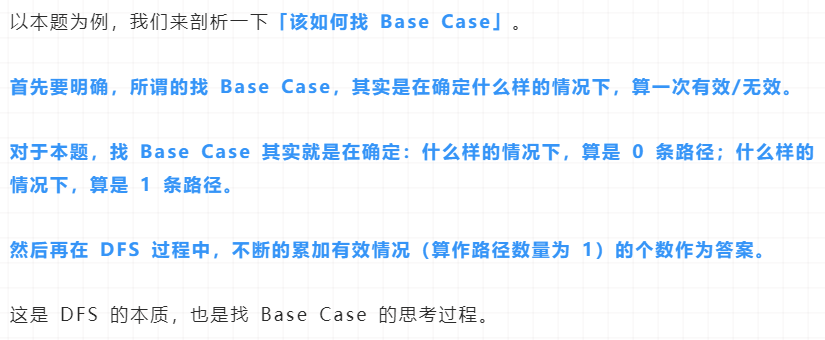 以本题为例，我们来剖析一下「该如何找 Base Case」。
首先要明确，所谓的找 Base Case，其实是在确定什么样的情况下，算一次有效/无效。
对于本题，找 Base Case 其实就是在确定：什么样的情况下，算是 0 条路径；什么样的
情况下，算是 1 条路径。
然后再在 DFS 过程中，不断的累加有效情况（算作路径数量为 1）的个数作为答案。
这是 DFS 的本质，也是找 Base Case 的思考过程。